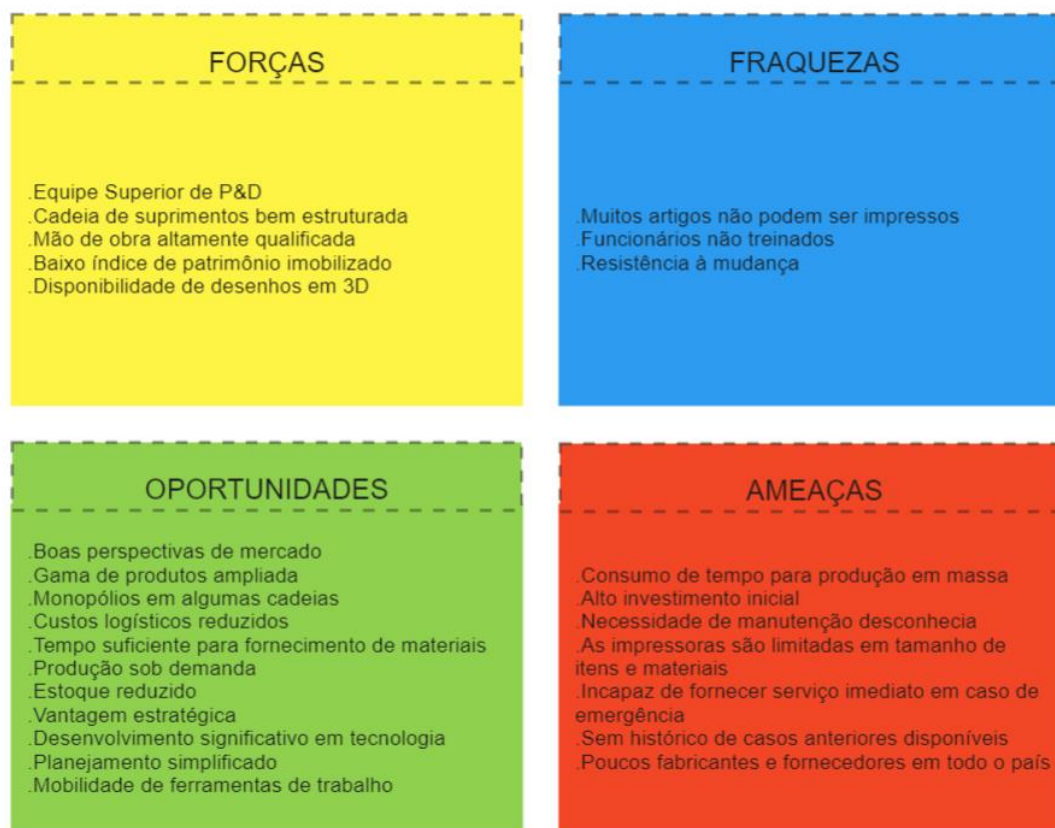 FORÇAS
.Equipe Superior de P&D
.Cadeia de suprimentos bem estruturada
.Mão de obra altamente qualificada
.Baixo índice de patrimônio imobilizado
.Disponibilidade de desenhos em 3D
FRAQUEZAS
.Muitos artigos não podem ser impressos
.Funcionários não treinados
.Resistência à mudança
OPORTUNIDADES
.Boas perspectivas de mercado
.Gama de produtos ampliada
.Monopólios em algumas cadeias
.Custos logísticos reduzidos
.Tempo suficiente para fornecimento de materiais
.Produção sob demanda
.Estoque reduzido
.Vantagem estratégica
.Desenvolvimento significativo em tecnologia
.Planejamento simplificado
.Mobilidade de ferramentas de trabalho
AMEAÇAS
.Consumo de tempo para produção em massa
.Alto investimento inicial
.Necessidade de manutenção desconhecia
.As impressoras são limitadas em tamanho de
itens e materiais
.Incapaz de fornecer serviço imediato em caso de
emergência
.Sem histórico de casos anteriores disponíveis
.Poucos fabricantes e fornecedores em todo o país